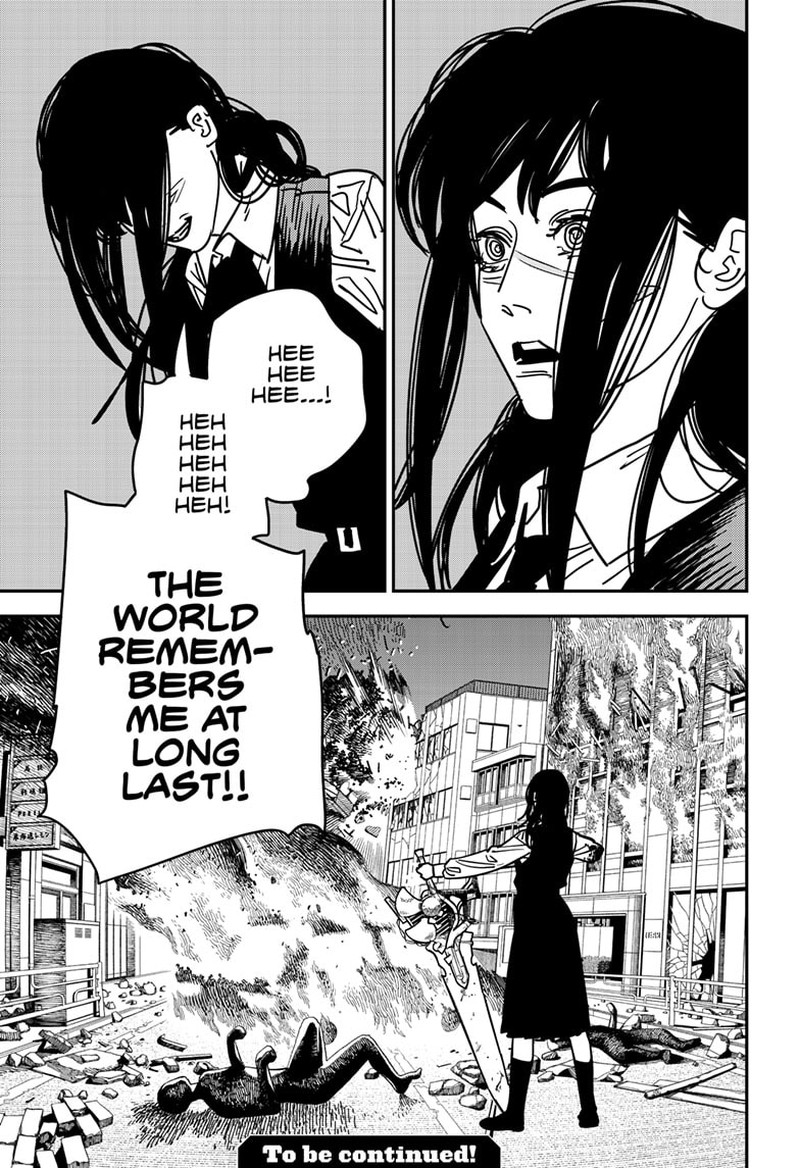 HEE
HEE
HEE...!
HEH
HEH
HEH
HEH
HEH!
THE
WORLD
REMEM-
BERS
ME AT
LONG
LAST!!
To be continued!